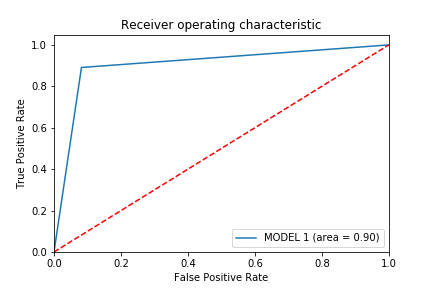 Receiver operating characteristic
1.0
0.8
0.6
0.4
0.2
0.0
True Positive Rate
MODEL 1 (area = 0.90)
0.0 0.2 0.4 0.6 0.8 1.0
False Positive Rate